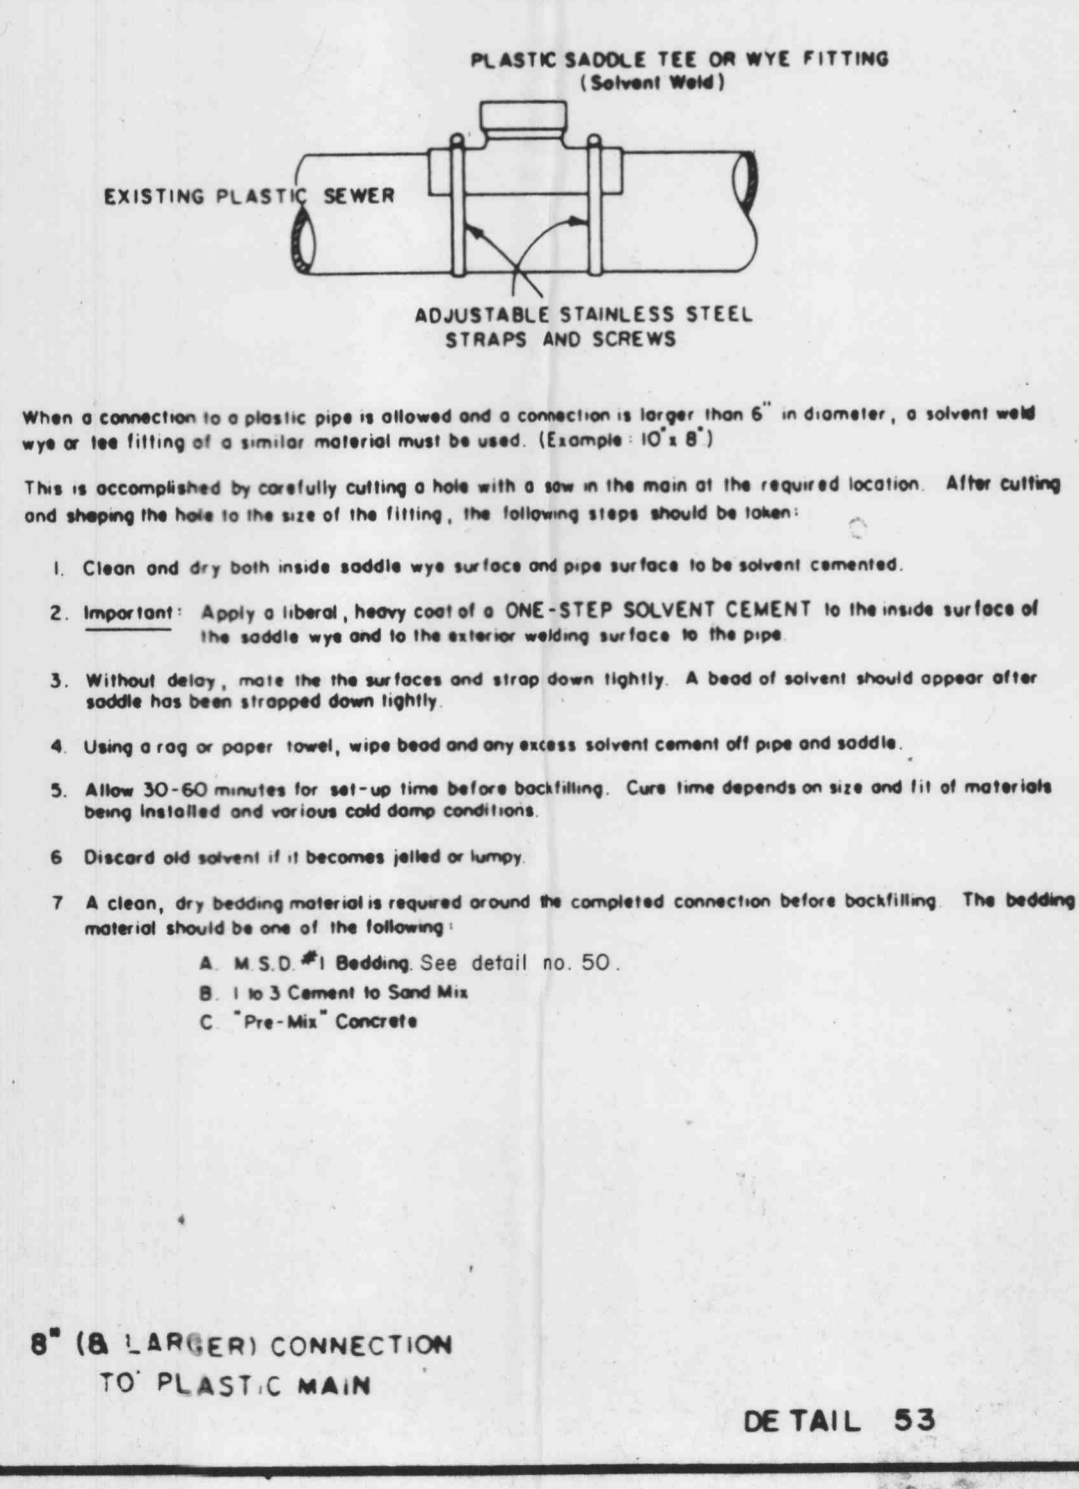 PLASTIC SADDLE TEE OR WYE FITTING
(Solvent Weld)
EXISTING PLASTIC SEWER
ADJUSTABLE STAINLESS STEEL
STRAPS AND SCREWS
When a connection to a plastic pipe is allowed and a connection is larger than 6" in diameter, a solvent weld
wye or tee fitting of a similar material must be used. (Example: 10"x 8")
This is accomplished by carefully cutting a hole with a saw in the main at the required location. After cutting
and shaping the hole to the size of the fitting, the following steps should be taken:
1. Clean and dry both inside saddle wye surface and pipe surface to be solvent cemented.
2. Important: Apply a liberal, heavy coat of a ONE-STEP SOLVENT CEMENT to the inside surface of
the saddle wye and to the exterior welding surface to the pipe.
3. Without delay, mate the the surfaces and strap down tightly. A bead of solvent should appear after
saddle has been strapped down tightly.
4. Using a rag or paper towel, wipe bead and any excess solvent cement off pipe and saddle.
5. Allow 30-60 minutes for set-up time before backfilling. Cure time depends on size and fit of materials
being installed and various cold damp conditions.
6 Discard old solvent if it becomes jelled or lumpy.
7 A clean, dry bedding material is required around the completed connection before backfilling. The bedding
material should be one of the following:
A. M.S.D. #1 Bedding. See detail no. 50.
B. 1 to 3 Cement to Sand Mix
C. "Pre-Mix" Concrete
8" (& LARGER) CONNECTION
TO PLASTIC MAIN
DETAIL 53